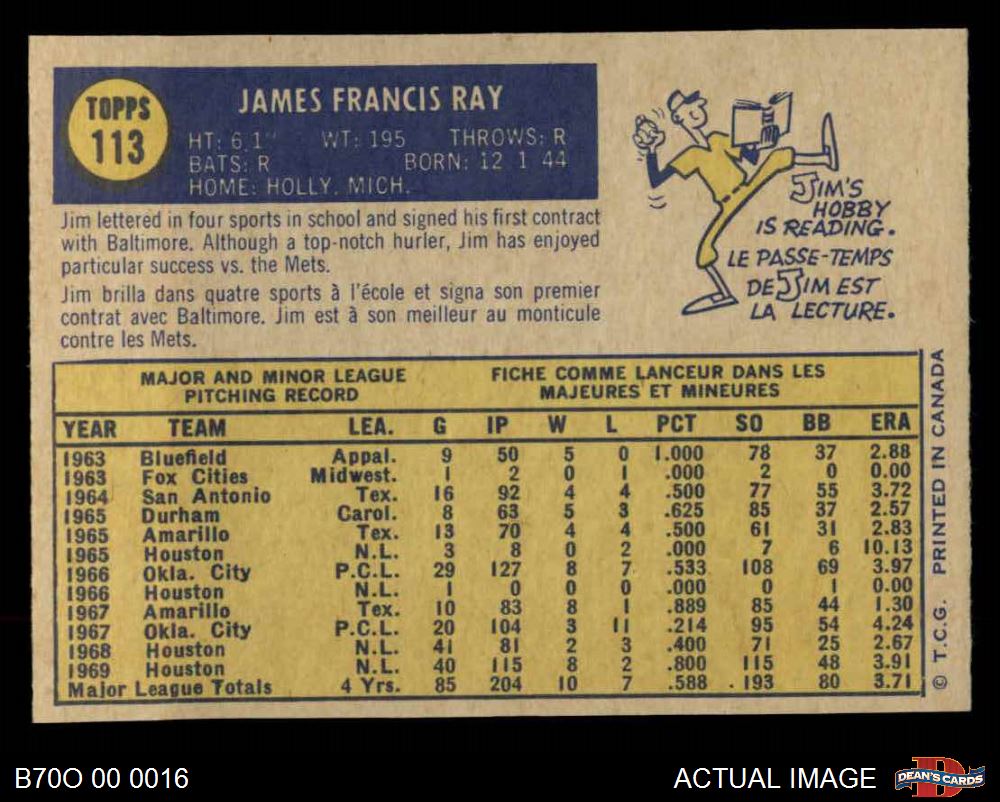 TOPPS
113
JAMES FRANCIS RAY
HT: 6 1" WT: 195 THROWS: R
BATS: R BORN: 12 1 44
HOME: HOLLY, MICH.
Jim lettered in four sports in school and signed his first contract
with Baltimore. Although a top-notch hurler, Jim has enjoyed
particular success vs. the Mets.
Jim brilla dans quatre sports à l'école et signa son premier
contrat avec Baltimore. Jim est à son meilleur au monticule
contre les Mets.
JIM'S
HOBBY
IS READING.
LE PASSE-TEMPS
DE JIM EST
LA LECTURE.
MAJOR AND MINOR LEAGUE
PITCHING RECORD
FICHE COMME LANCEUR DANS LES
MAJEURES ET MINEURES
YEAR TEAM LEA. G IP W L PCT SO BB ERA
1963 Bluefield Appal. 9 50 5 0 1.000 78 37 2.88
1963 Fox Cities Midwest. 1 2 0 1 .000 2 0 0.00
1964 San Antonio Tex. 16 92 4 4 .500 77 55 3.72
1965 Durham Carol. 8 63 5 3 .625 85 37 2.57
1965 Amarillo Tex. 13 70 4 4 .500 61 31 2.83
1965 Houston N.L. 3 8 0 2 .000 7 6 10.13
1966 Okla. City P.C.L. 29 127 8 7 .533 108 69 3.97
1966 Houston N.L. 1 0 0 0 .000 0 1 0.00
1967 Amarillo Tex. 10 83 8 1 .889 85 44 1.30
1967 Okla. City P.C.L. 20 104 3 11 .214 95 54 4.24
1968 Houston N.L. 41 81 2 3 .400 71 25 2.67
1969 Houston N.L. 40 115 8 2 .800 115 48 3.91
Major League Totals 4 Yrs. 85 204 10 7 .588 193 80 3.71
© T.C.G. PRINTED IN CANADA
B70O 00 0016
ACTUAL IMAGE
DEAN'S CARDS